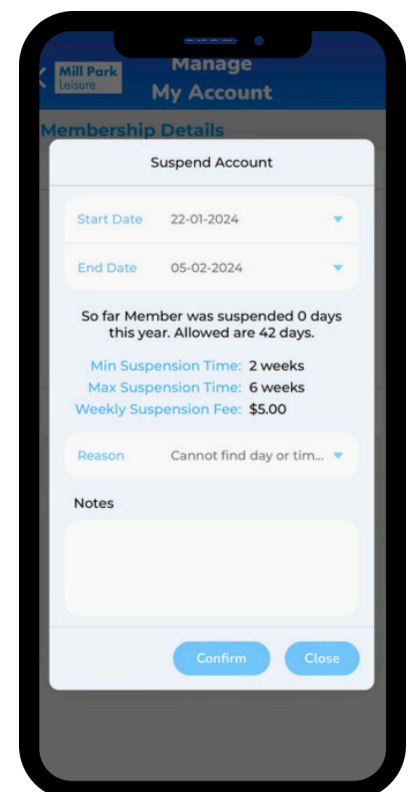 Mill Park
Leisure
Manage
My Account
Membership Details
Suspend Account
Start Date 22-01-2024
End Date 05-02-2024
So far Member was suspended 0 days
this year. Allowed are 42 days.
Min Suspension Time: 2 weeks
Max Suspension Time: 6 weeks
Weekly Suspension Fee: $5.00
Reason Cannot find day or tim...
Notes
Confirm Close